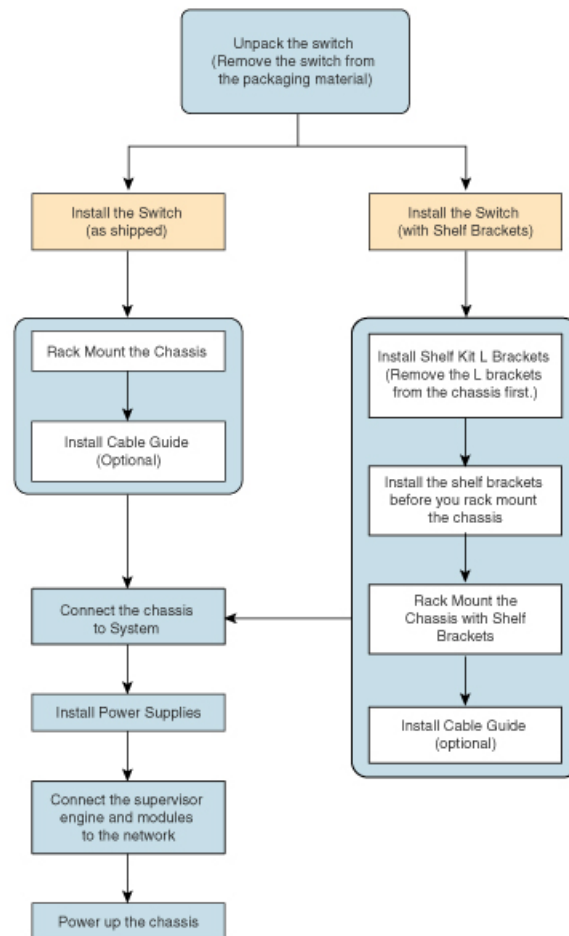 Unpack the switch
(Remove the switch from
the packaging material)
Install the Switch
(as shipped)
Install the Switch
(with Shelf Brackets)
Rack Mount the Chassis
Install Cable Guide
(Optional)
Install Shelf Kit L Brackets
(Remove the L brackets
from the chassis first.)
Install the shelf brackets
before you rack mount
the chassis
Rack Mount the
Chassis with Shelf
Brackets
Install Cable Guide
(optional)
Connect the chassis
to System
Install Power Supplies
Connect the supervisor
engine and modules
to the network
Power up the chassis